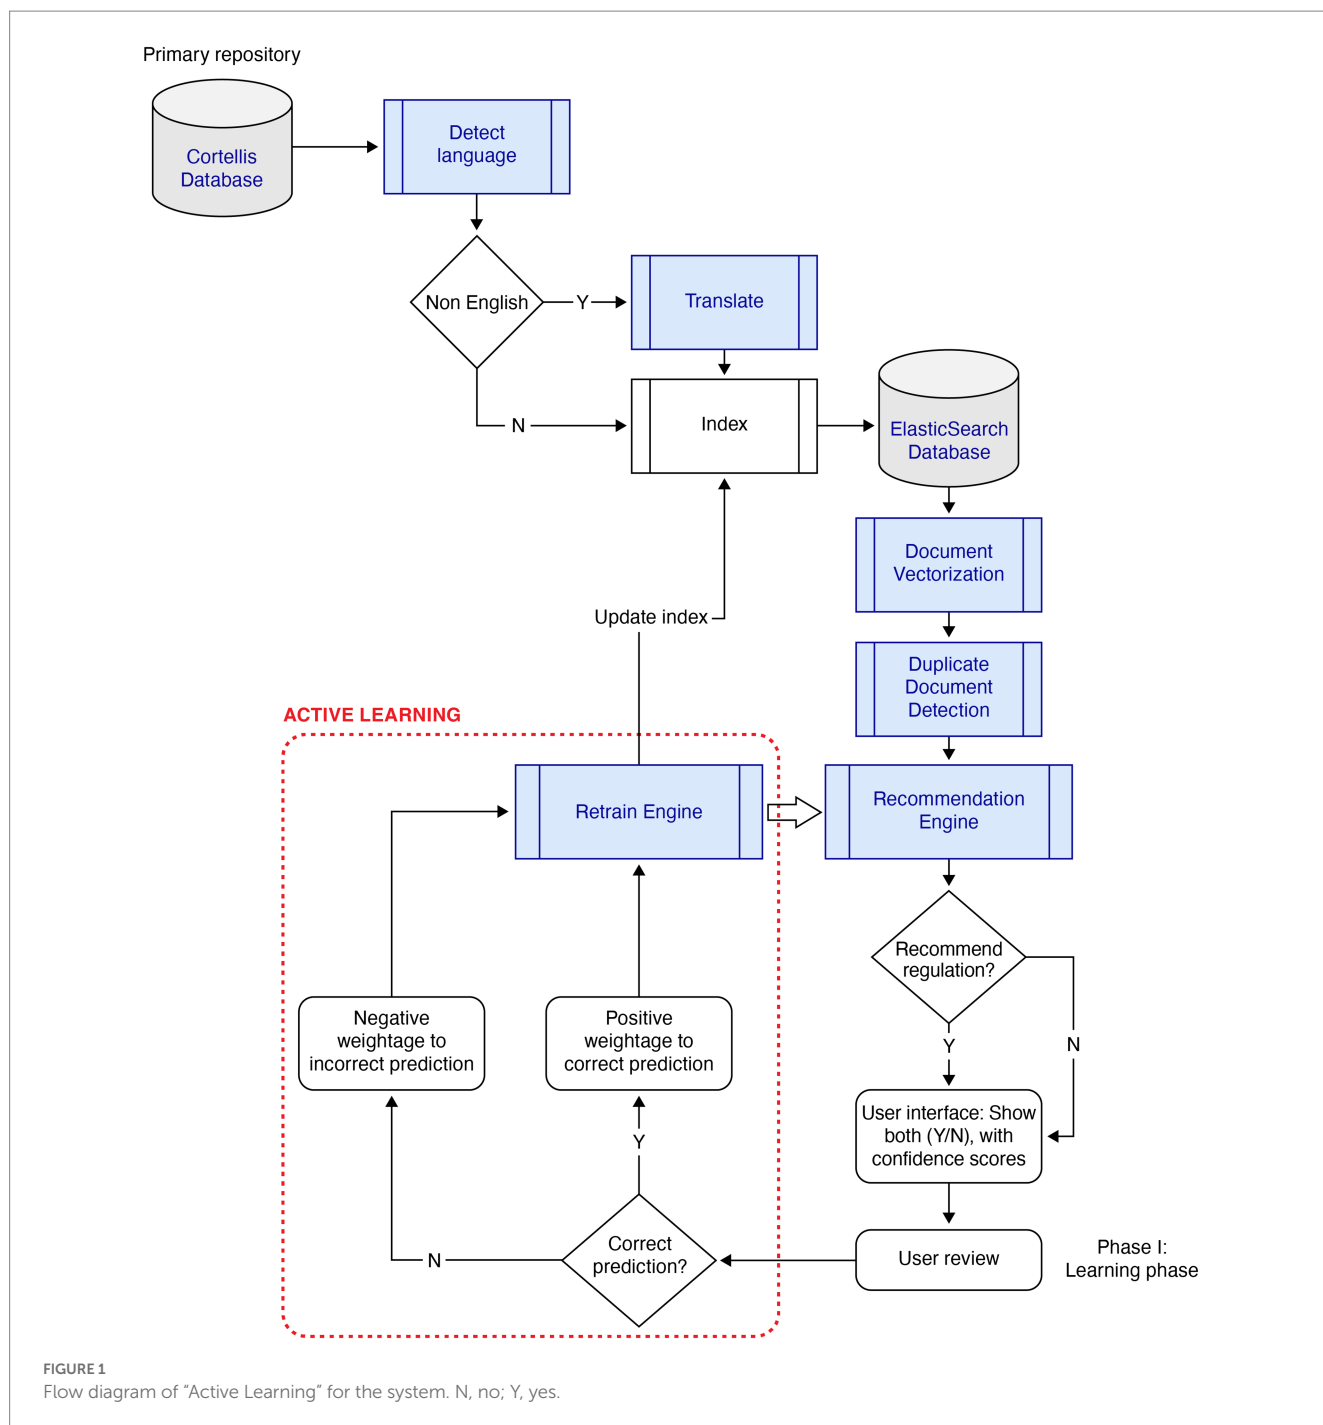 Primary repository
Cortellis
Database
Detect
language
Non English
Y
Translate
N
Index
ElasticSearch
Database
Document
Vectorization
Update index
Duplicate
Document
Detection
ACTIVE LEARNING
Retrain Engine
Recommendation
Engine
Recommend
regulation?
Y
N
Negative
weightage to
incorrect prediction
Positive
weightage to
correct prediction
User interface: Show
both (Y/N), with
confidence scores
Y
N
Correct
prediction?
User review
Phase I:
Learning phase
FIGURE 1
Flow diagram of “Active Learning” for the system. N, no; Y, yes.